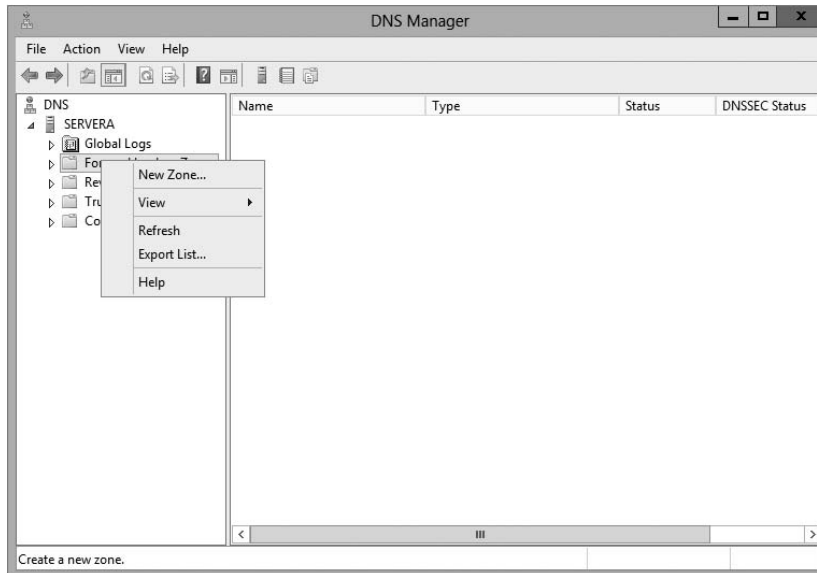 DNS Manager
File Action View Help
Name Type Status DNSSEC Status
DNS
SERVERA
Global Logs
New Zone...
View
Refresh
Export List...
Help
Create a new zone.